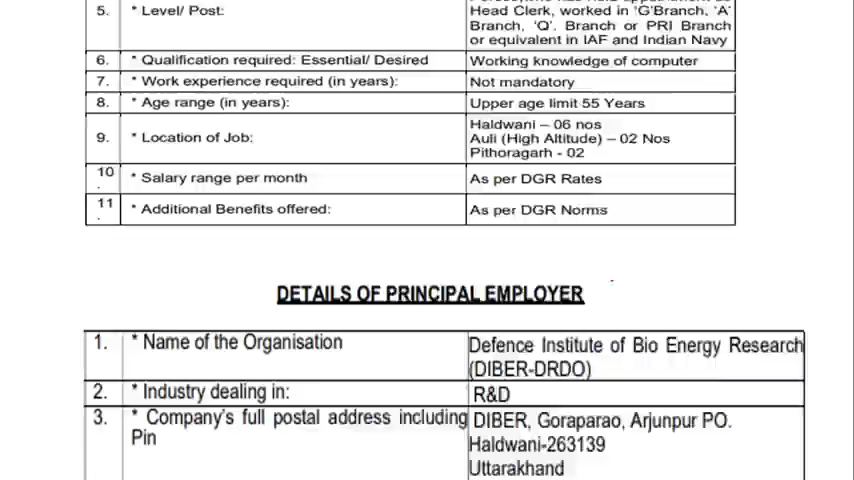 5. * Level/ Post: Head Clerk, worked in 'G'Branch, 'A'
Branch, 'Q'. Branch or PRI Branch
or equivalent in IAF and Indian Navy
6. * Qualification required: Essential/ Desired Working knowledge of computer
7. * Work experience required (in years): Not mandatory
8. * Age range (in years): Upper age limit 55 Years
9. * Location of Job: Haldwani – 06 nos
Auli (High Altitude) – 02 Nos
Pithoragarh - 02
10. * Salary range per month As per DGR Rates
11. * Additional Benefits offered: As per DGR Norms
DETAILS OF PRINCIPAL EMPLOYER
1. * Name of the Organisation Defence Institute of Bio Energy Research
(DIBER-DRDO)
2. * Industry dealing in: R&D
3. * Company's full postal address including DIBER, Goraparao, Arjunpur PO.
Pin Haldwani-263139
Uttarakhand